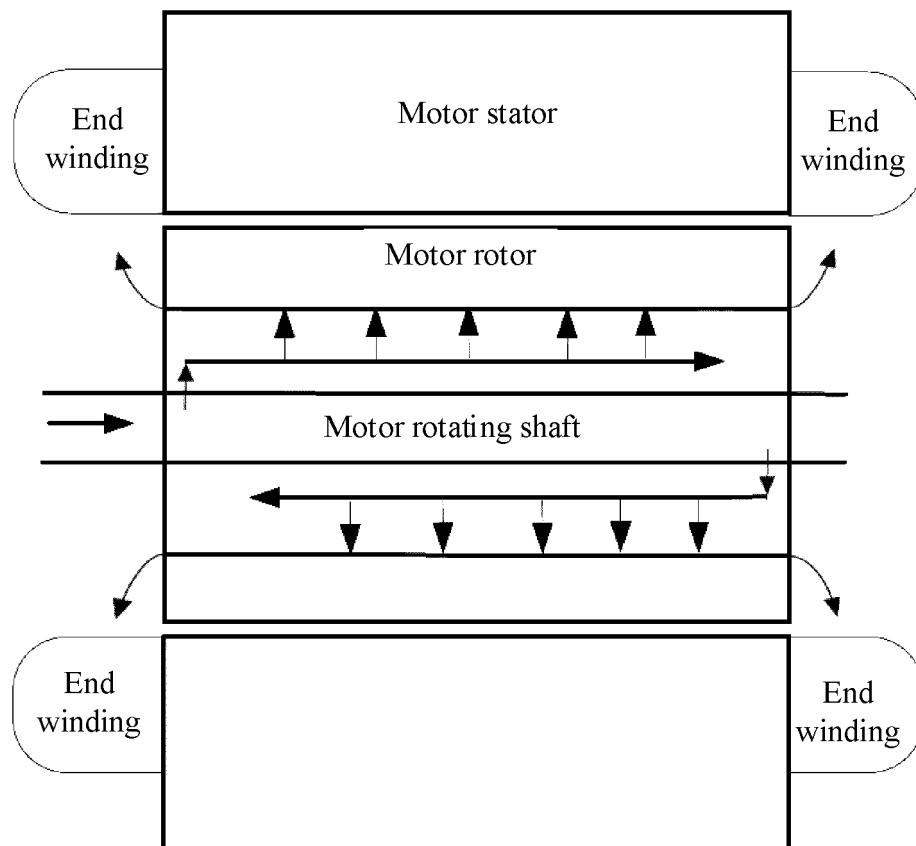 Motor stator
End
winding
End
winding
Motor rotor
Motor rotating shaft
End
winding
End
winding